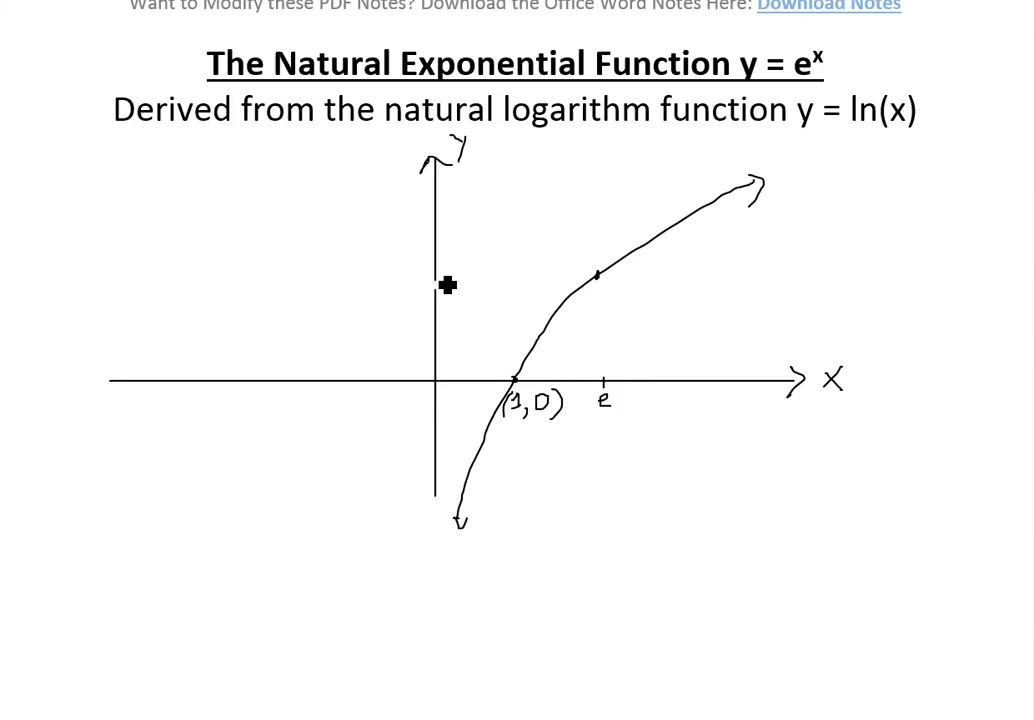 Want to Modify these PDF Notes? Download the Office Word Notes Here: Download Notes
The Natural Exponential Function y = eˣ
Derived from the natural logarithm function y = ln(x)
y
x
(1,0)
e